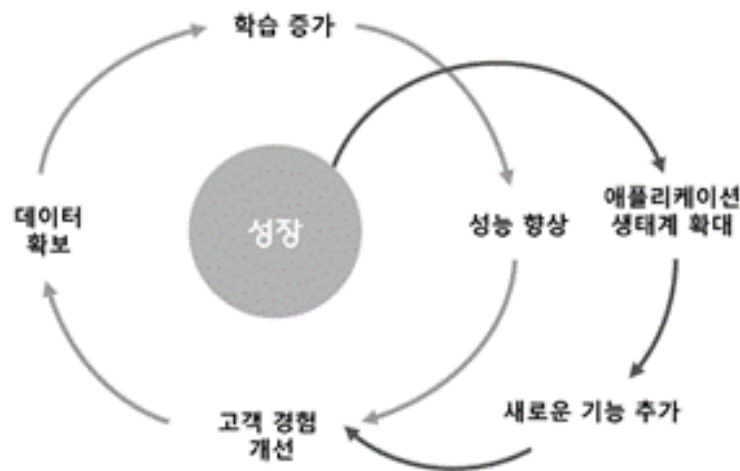 학습 증가
데이터
확보
성장
성능 향상
애플리케이션
생태계 확대
고객 경험
개선
새로운 기능 추가